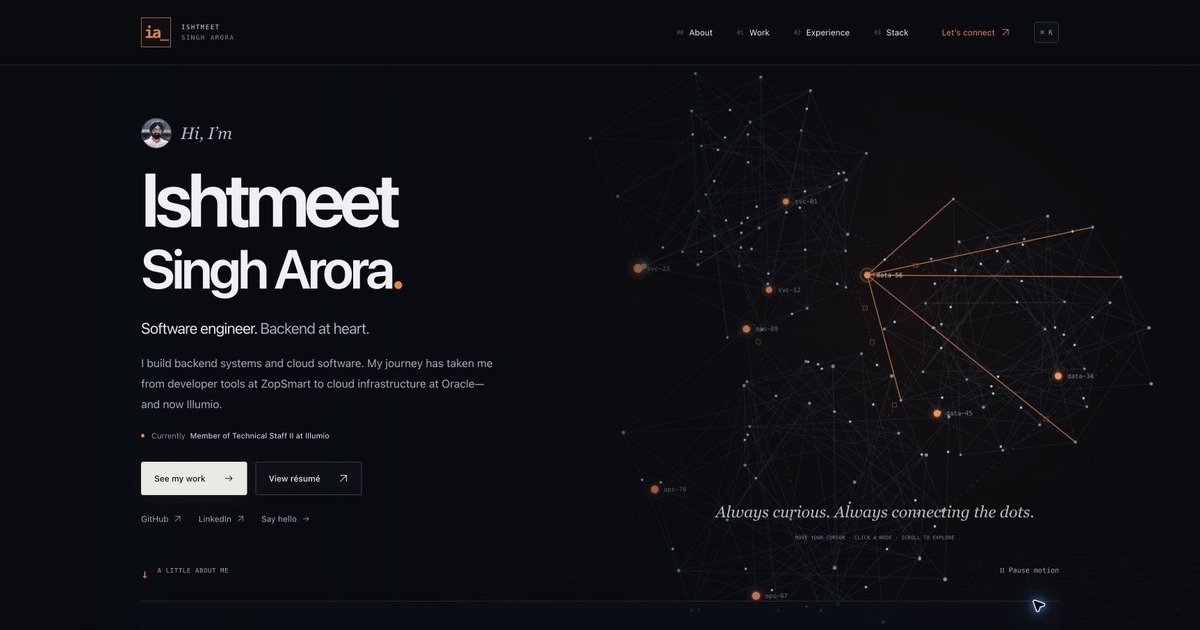 ia_
ISHTMEET
SINGH ARORA
00 About
01 Work
02 Experience
03 Stack
Let's connect
⌘ K
Hi, I'm
Ishtmeet
Singh Arora.
Software engineer. Backend at heart.
I build backend systems and cloud software. My journey has taken me
from developer tools at ZopSmart to cloud infrastructure at Oracle—
and now Illumio.
Currently Member of Technical Staff II at Illumio
See my work →
View résumé ↗
GitHub ↗
LinkedIn ↗
Say hello →
↓ A LITTLE ABOUT ME
svc-01
svc-23
data-56
svc-12
ops-89
data-34
data-45
ops-78
Always curious. Always connecting the dots.
MOVE YOUR CURSOR · CLICK A NODE · SCROLL TO EXPLORE
Pause motion
ops-67